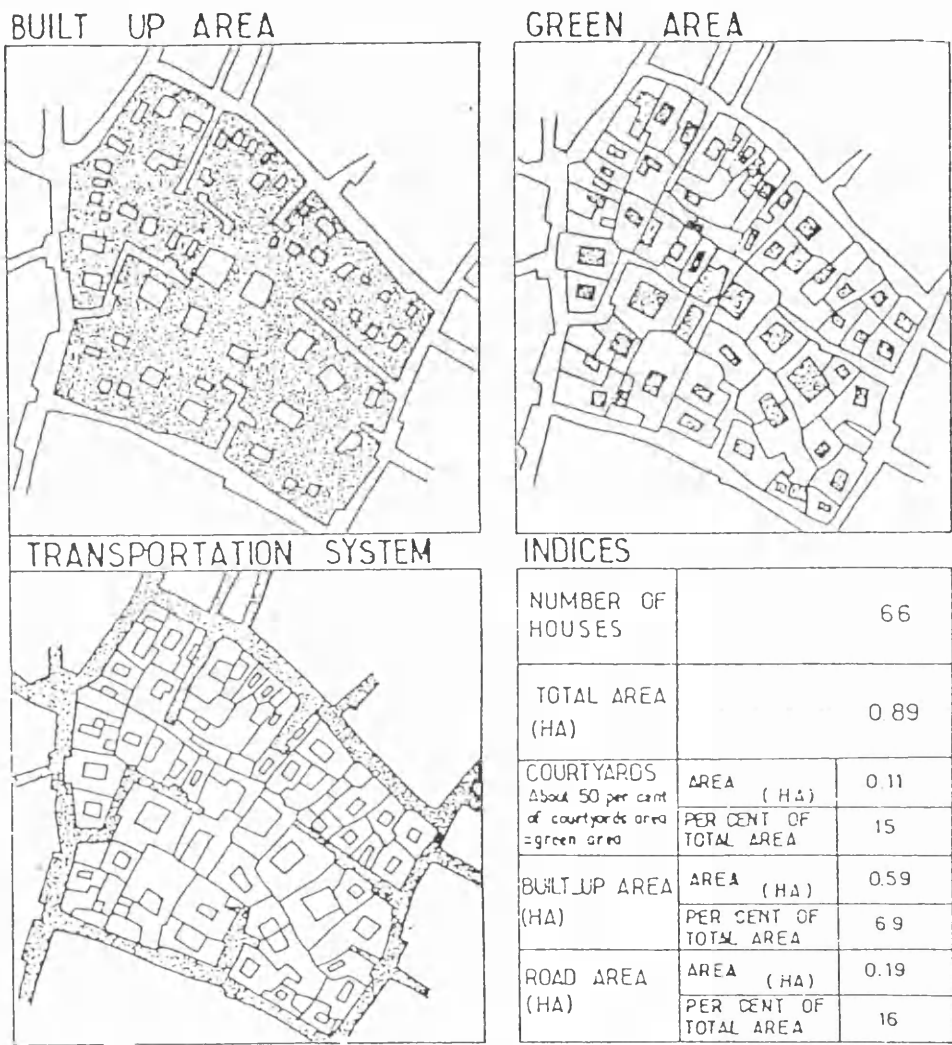 BUILT UP AREA
GREEN AREA
TRANSPORTATION SYSTEM
INDICES
NUMBER OF
HOUSES
66
TOTAL AREA
(HA)
0.89
COURTYARDS
About 50 per cent
of courtyards area
=green area
AREA (HA)
0.11
PER CENT OF
TOTAL AREA
15
BUILT_UP AREA
(HA)
AREA (HA)
0.59
PER CENT OF
TOTAL AREA
69
ROAD AREA
(HA)
AREA (HA)
0.19
PER CENT OF
TOTAL AREA
16